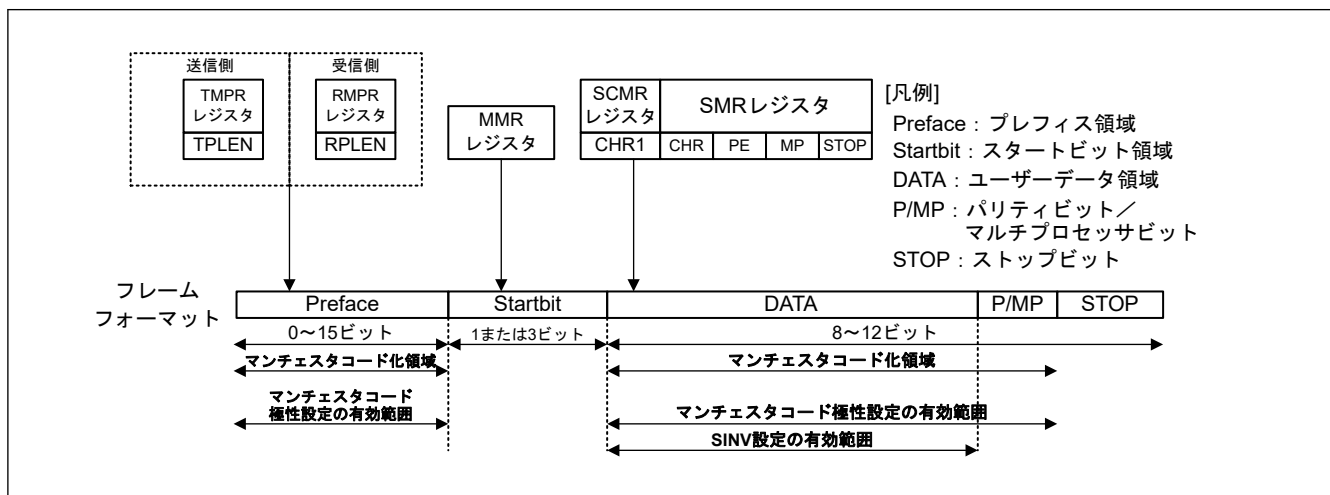 送信側
受信側
TMPR
レジスタ
TPLEN
RMPR
レジスタ
RPLEN
MMR
レジスタ
SCMR
レジスタ
CHR1
SMRレジスタ
CHR
PE
MP
STOP
[凡例]
Preface：プレフィス領域
Startbit：スタートビット領域
DATA：ユーザーデータ領域
P/MP：パリティビット／
マルチプロセッサビット
STOP：ストップビット
フレーム
フォーマット
Preface
Startbit
DATA
P/MP
STOP
0～15ビット
1または3ビット
8～12ビット
マンチェスタコード化領域
マンチェスタコード化領域
マンチェスタコード
極性設定の有効範囲
マンチェスタコード極性設定の有効範囲
SINV設定の有効範囲